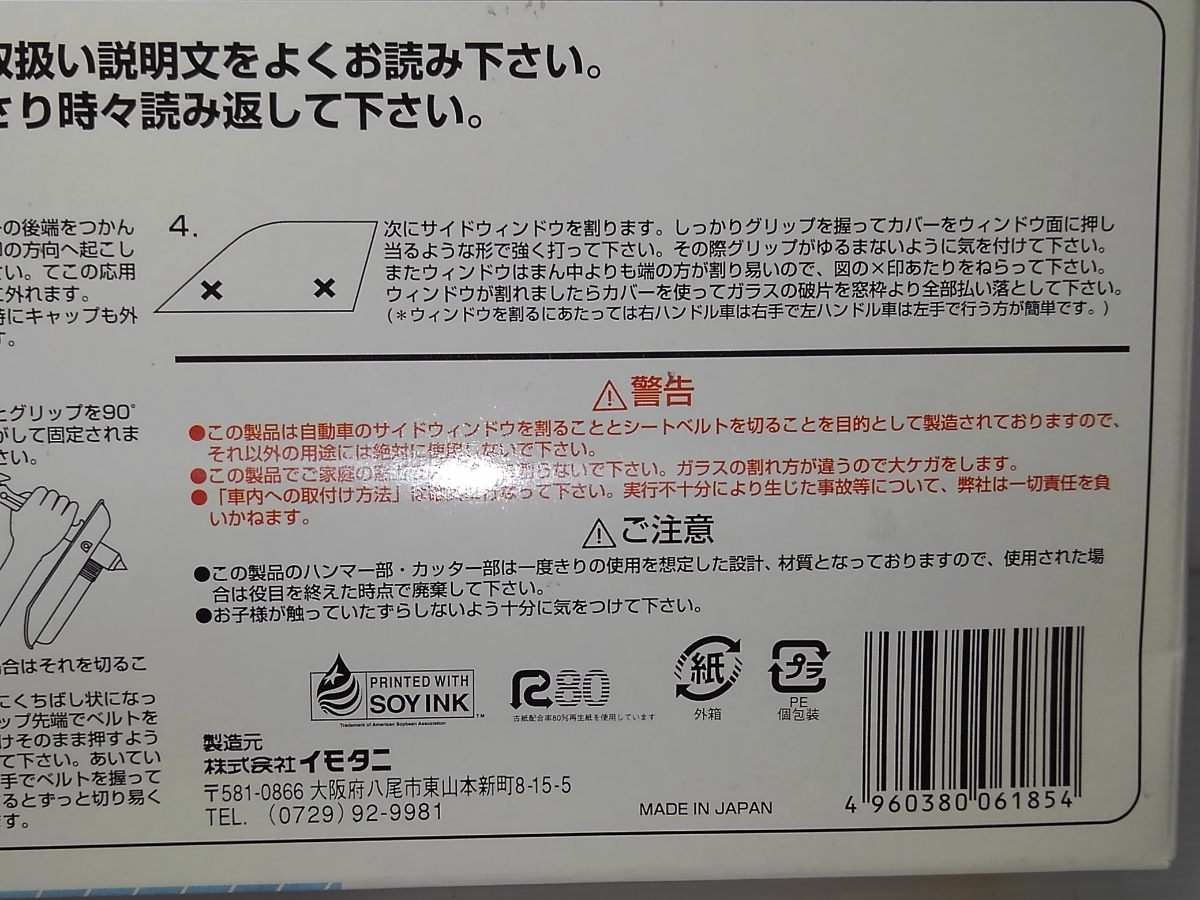 取扱い説明文をよくお読み下さい。
さり時々読み返して下さい。
の後端をつかん
の方向へ起こし
い。てこの応用
に外れます。
時にキャップも外
す。
4.
次にサイドウィンドウを割ります。しっかりグリップを握ってカバーをウィンドウ面に押し
当るような形で強く打って下さい。その際グリップがゆるまないように気を付けて下さい。
またウィンドウはまん中よりも端の方が割り易いので、図の×印あたりをねらって下さい。
ウィンドウが割れましたらカバーを使ってガラスの破片を窓枠より全部払い落として下さい。
(＊ウィンドウを割るにあたっては右ハンドル車は右手で左ハンドル車は左手で行う方が簡単です。)
とグリップを90°
がして固定されま
さい。
⚠警告
●この製品は自動車のサイドウィンドウを割ることとシートベルトを切ることを目的として製造されておりますので、
それ以外の用途には絶対に使用しないで下さい。
●この製品でご家庭の らないで下さい。ガラスの割れ方が違うので大ケガをします。
●「車内への取付け方法」は って下さい。実行不十分により生じた事故等について、弊社は一切責任を負
いかねます。
⚠ご注意
●この製品のハンマー部・カッター部は一度きりの使用を想定した設計、材質となっておりますので、使用された場
合は役目を終えた時点で廃棄して下さい。
●お子様が触っていたずらしないよう十分に気をつけて下さい。
場合はそれを切るこ
にくちばし状になっ
ップ先端でベルトを
けそのまま押すよう
て下さい。あいてい
手でベルトを握って
るとずっと切り易く
ます。
PRINTED WITH
SOY INK
™
Trademark of American Soybean Association
R80
古紙配合率80%再生紙を使用しています
紙
外箱
プラ
PE
個包装
製造元
株式会社イモタニ
〒581-0866 大阪府八尾市東山本新町8-15-5
TEL. (0729)92-9981
MADE IN JAPAN
4 960380 061854